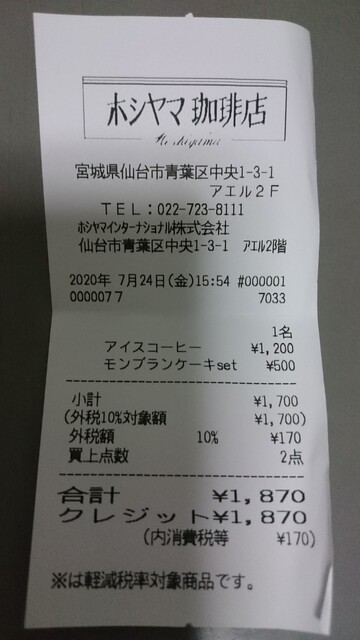 ホシヤマ 珈琲店
Hoshiyama
宮城県仙台市青葉区中央1-3-1
アエル2F
TEL:022-723-8111
ホシヤマインターナショナル株式会社
仙台市青葉区中央1-3-1 アエル2階
2020年 7月24日(金)15:54 #000001
0000077 7033
1名
アイスコーヒー ¥1,200
モンブランケーキset ¥500
小計 ¥1,700
(外税10%対象額 ¥1,700)
外税額 10% ¥170
買上点数 2点
合計 ¥1,870
クレジット ¥1,870
(内消費税等 ¥170)
※は軽減税率対象商品です。